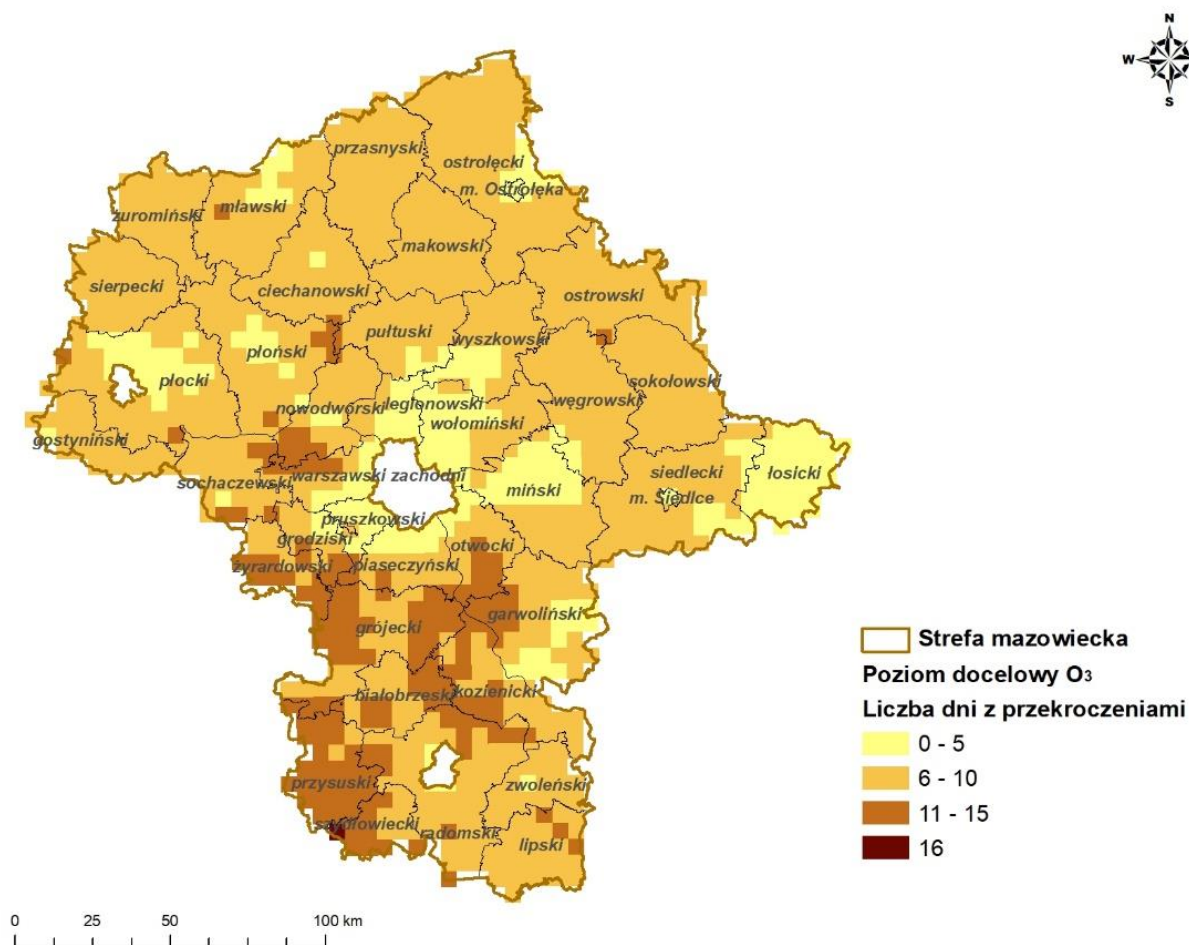 N
W E
S
przasnyski
ostrołęcki
m. Ostrołęka
żuromiński
mławski
makowski
sierpecki
ciechanowski
ostrowski
pułtuski
wyszkowski
płoński
płocki
sokołowski
węgrowski
nowodworski
legionowski
wołomiński
gostyniński
sochaczewski
warszawski zachodni
miński
siedlecki
łosicki
m. Siedlce
pruszkowski
grodziski
otwocki
żyrardowski
piaseczyński
grójecki
garwoliński
białobrzeski
kozienicki
przysuski
zwoleński
szydłowiecki
radomski
lipski
Strefa mazowiecka
Poziom docelowy O3
Liczba dni z przekroczeniami
0 - 5
6 - 10
11 - 15
16
0 25 50 100 km